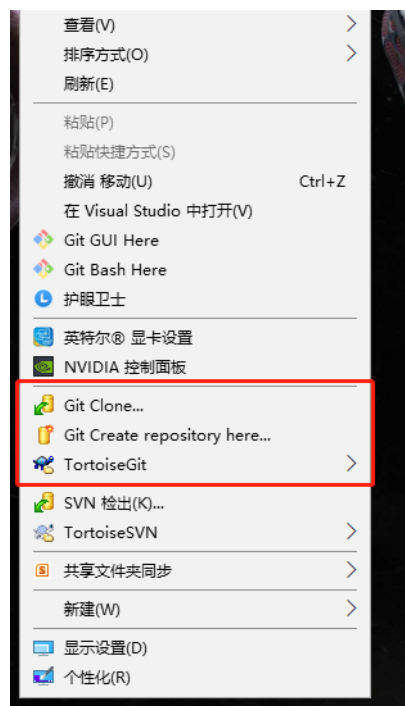 查看(V)
排序方式(O)
刷新(E)
粘贴(P)
粘贴快捷方式(S)
撤消 移动(U) Ctrl+Z
在 Visual Studio 中打开(V)
Git GUI Here
Git Bash Here
护眼卫士
英特尔® 显卡设置
NVIDIA 控制面板
Git Clone...
Git Create repository here...
TortoiseGit
SVN 检出(K)...
TortoiseSVN
共享文件夹同步
新建(W)
显示设置(D)
个性化(R)